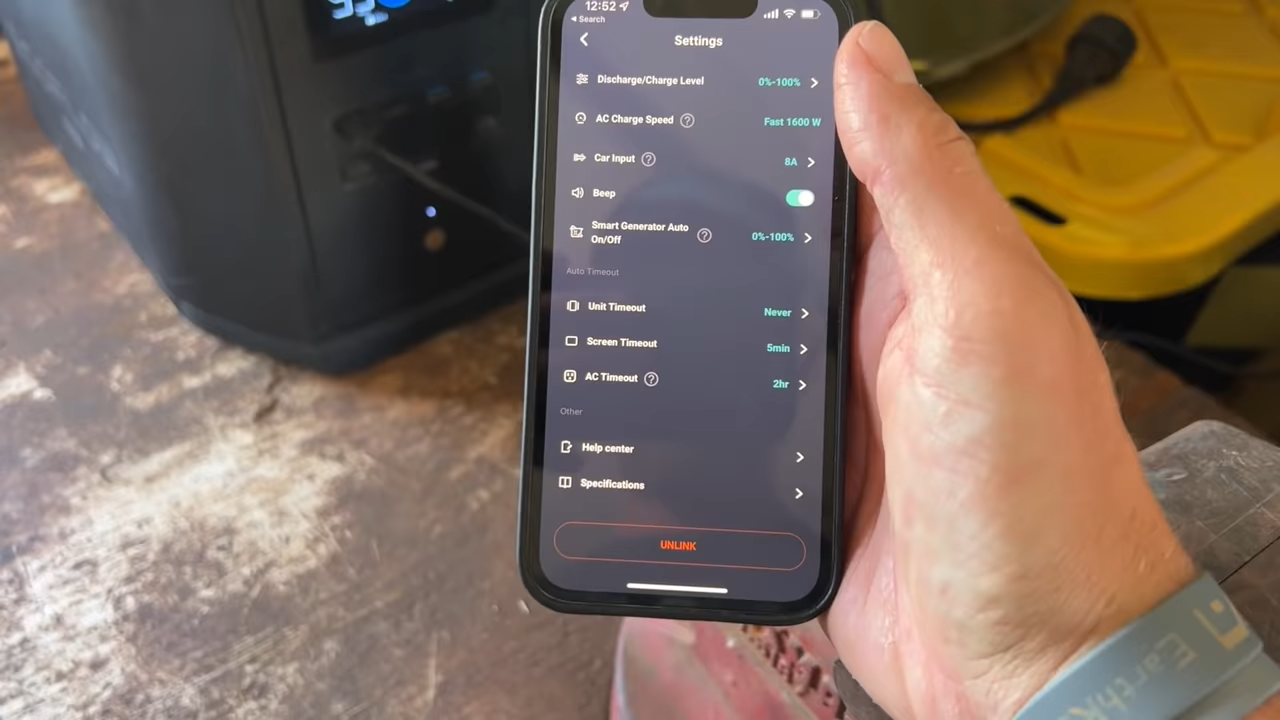 12:52
Search
Settings
Discharge/Charge Level 0%-100%
AC Charge Speed ? Fast 1600 W
Car Input ? 8A
Beep
Smart Generator Auto On/Off ? 0%-100%
Auto Timeout
Unit Timeout Never
Screen Timeout 5min
AC Timeout ? 2hr
Other
Help center
Specifications
UNLINK